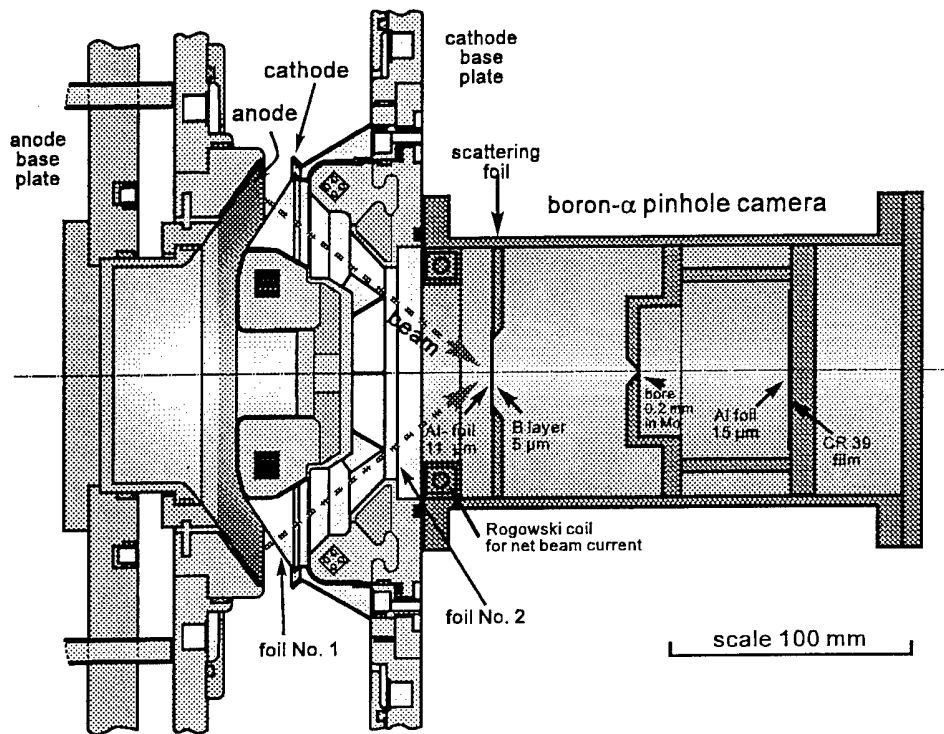 cathode
base
plate
cathode
anode
anode
base
plate
scattering
foil
boron-α pinhole camera
beam
Al- foil
11 μm
B layer
5 μm
bore
0.2 mm
in Mo
Al foil
15 μm
CR 39
film
Rogowski coil
for net beam current
foil No. 1
foil No. 2
scale 100 mm